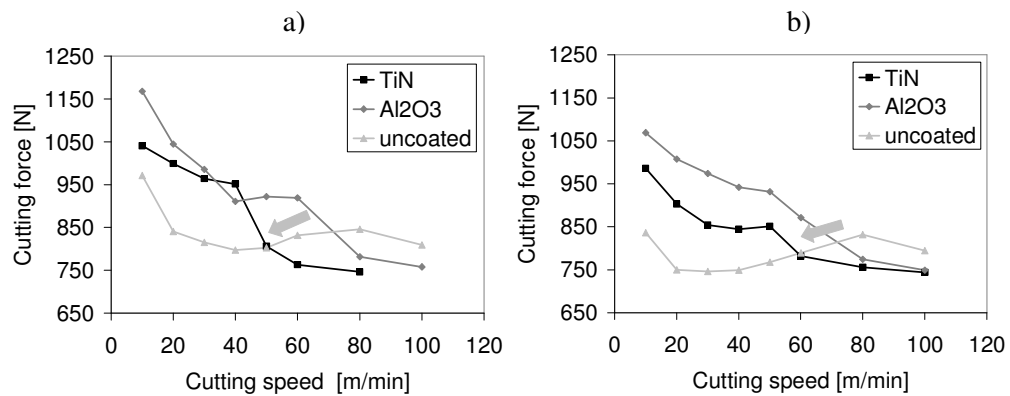 a)
1250
1150
1050
950
850
750
650
Cutting force [N]
TiN
Al2O3
uncoated
0 20 40 60 80 100 120
Cutting speed [m/min]
b)
1250
1150
1050
950
850
750
650
Cutting force [N]
TiN
Al2O3
uncoated
0 20 40 60 80 100 120
Cutting speed [m/min]